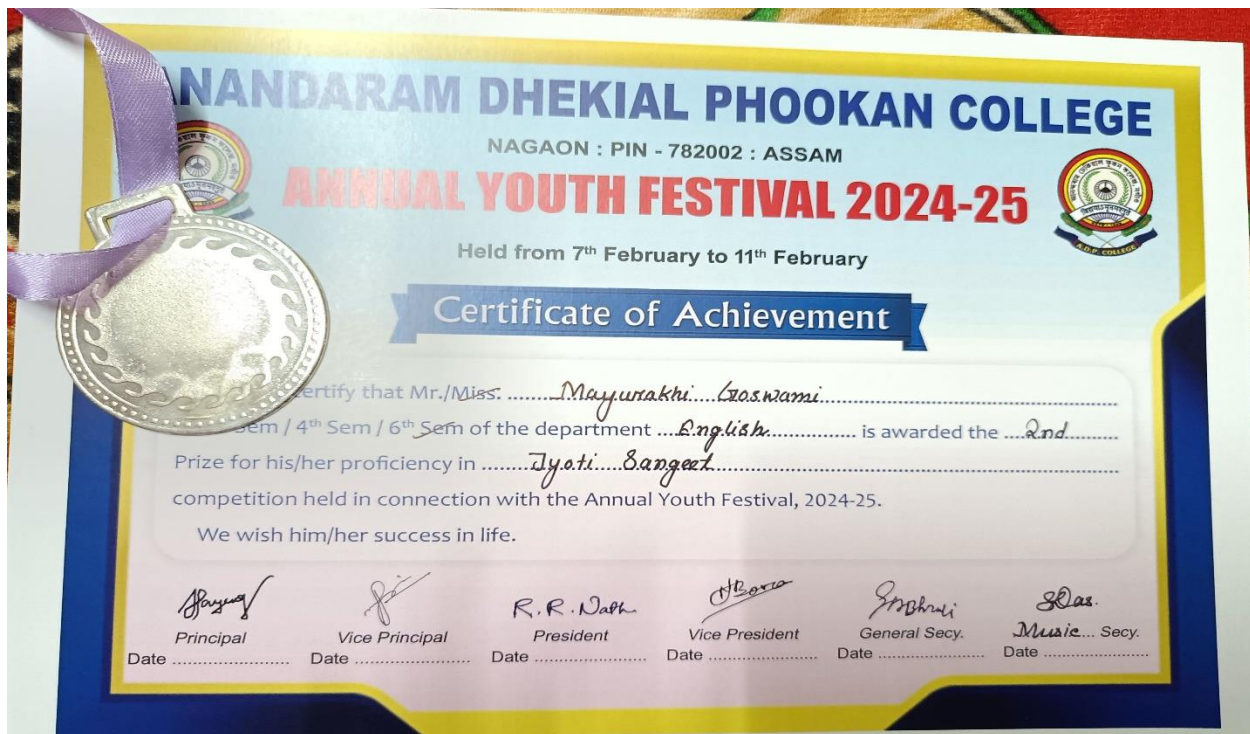 NANDARAM DHEKIAL PHOOKAN COLLEGE
NAGAON : PIN - 782002 : ASSAM
ANNUAL YOUTH FESTIVAL 2024-25
Held from 7th February to 11th February
A.D.P. COLLEGE
Certificate of Achievement
certify that Mr./Miss. ........Mayurakhi....Goswami..............................
Sem / 4th Sem / 6th Sem of the department ....English................ is awarded the ....2nd........
Prize for his/her proficiency in ........Jyoti....Sangeet..............................
competition held in connection with the Annual Youth Festival, 2024-25.
We wish him/her success in life.
R. R. Nath S Das.
Principal Vice Principal President Vice President General Secy. Music... Secy.
Date .................... Date .................... Date .................... Date .................... Date .................... Date ....................